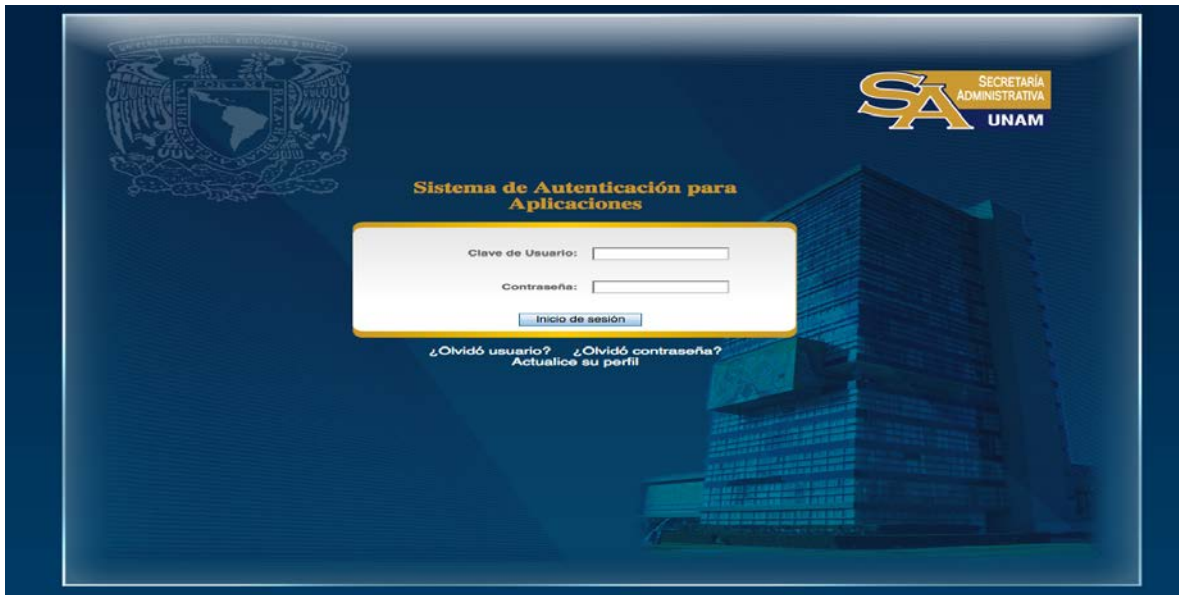 SECRETARÍA
ADMINISTRATIVA
SA
UNAM
Sistema de Autenticación para
Aplicaciones
Clave de Usuario:
Contraseña:
Inicio de sesión
¿Olvidó usuario? ¿Olvidó contraseña?
Actualice su perfil